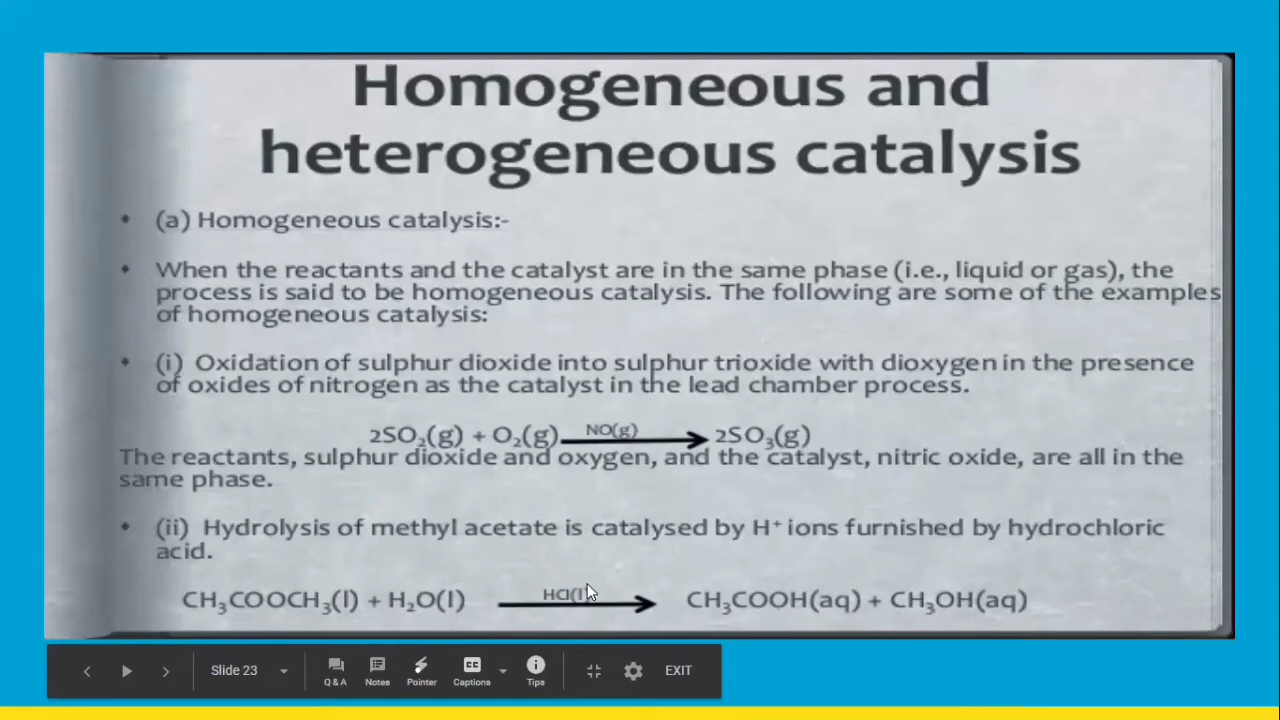 Homogeneous and
heterogeneous catalysis
• (a) Homogeneous catalysis:-
• When the reactants and the catalyst are in the same phase (i.e., liquid or gas), the
process is said to be homogeneous catalysis. The following are some of the examples
of homogeneous catalysis:
• (i) Oxidation of sulphur dioxide into sulphur trioxide with dioxygen in the presence
of oxides of nitrogen as the catalyst in the lead chamber process.
NO(g)
2SO₂(g) + O₂(g) → 2SO₃(g)
The reactants, sulphur dioxide and oxygen, and the catalyst, nitric oxide, are all in the
same phase.
• (ii) Hydrolysis of methyl acetate is catalysed by H⁺ ions furnished by hydrochloric
acid.
HCl(l)
CH₃COOCH₃(l) + H₂O(l) → CH₃COOH(aq) + CH₃OH(aq)
Slide 23
Q & A Notes Pointer Captions Tips EXIT